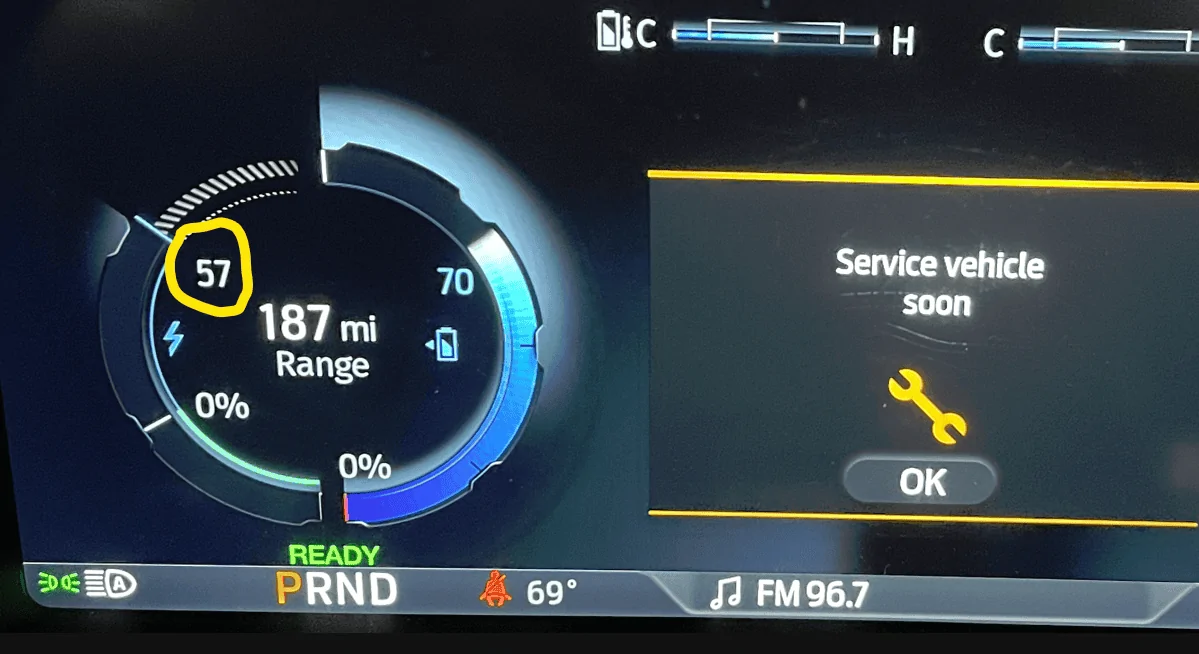 C H C
57 70
187 mi
Range
0%
0%
Service vehicle
soon
OK
READY
PRND 69° FM 96.7
A